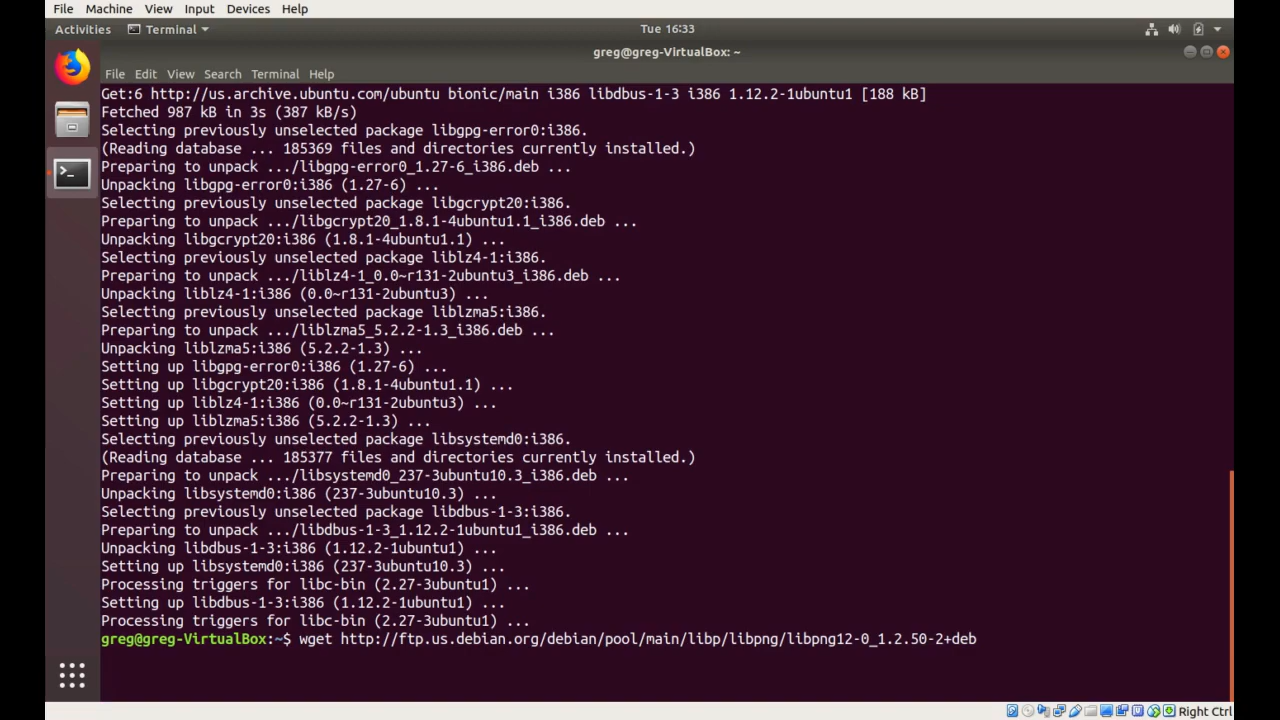 File Machine View Input Devices Help
Activities Terminal Tue 16:33
greg@greg-VirtualBox: ~
File Edit View Search Terminal Help
Get:6 http://us.archive.ubuntu.com/ubuntu bionic/main i386 libdbus-1-3 i386 1.12.2-1ubuntu1 [188 kB]
Fetched 987 kB in 3s (387 kB/s)
Selecting previously unselected package libgpg-error0:i386.
(Reading database ... 185369 files and directories currently installed.)
Preparing to unpack .../libgpg-error0_1.27-6_i386.deb ...
Unpacking libgpg-error0:i386 (1.27-6) ...
Selecting previously unselected package libgcrypt20:i386.
Preparing to unpack .../libgcrypt20_1.8.1-4ubuntu1.1_i386.deb ...
Unpacking libgcrypt20:i386 (1.8.1-4ubuntu1.1) ...
Selecting previously unselected package liblz4-1:i386.
Preparing to unpack .../liblz4-1_0.0~r131-2ubuntu3_i386.deb ...
Unpacking liblz4-1:i386 (0.0~r131-2ubuntu3) ...
Selecting previously unselected package liblzma5:i386.
Preparing to unpack .../liblzma5_5.2.2-1.3_i386.deb ...
Unpacking liblzma5:i386 (5.2.2-1.3) ...
Setting up libgpg-error0:i386 (1.27-6) ...
Setting up libgcrypt20:i386 (1.8.1-4ubuntu1.1) ...
Setting up liblz4-1:i386 (0.0~r131-2ubuntu3) ...
Setting up liblzma5:i386 (5.2.2-1.3) ...
Selecting previously unselected package libsystemd0:i386.
(Reading database ... 185377 files and directories currently installed.)
Preparing to unpack .../libsystemd0_237-3ubuntu10.3_i386.deb ...
Unpacking libsystemd0:i386 (237-3ubuntu10.3) ...
Selecting previously unselected package libdbus-1-3:i386.
Preparing to unpack .../libdbus-1-3_1.12.2-1ubuntu1_i386.deb ...
Unpacking libdbus-1-3:i386 (1.12.2-1ubuntu1) ...
Setting up libsystemd0:i386 (237-3ubuntu10.3) ...
Processing triggers for libc-bin (2.27-3ubuntu1) ...
Setting up libdbus-1-3:i386 (1.12.2-1ubuntu1) ...
Processing triggers for libc-bin (2.27-3ubuntu1) ...
greg@greg-VirtualBox:~$ wget http://ftp.us.debian.org/debian/pool/main/libp/libpng/libpng12-0_1.2.50-2+deb
Right Ctrl